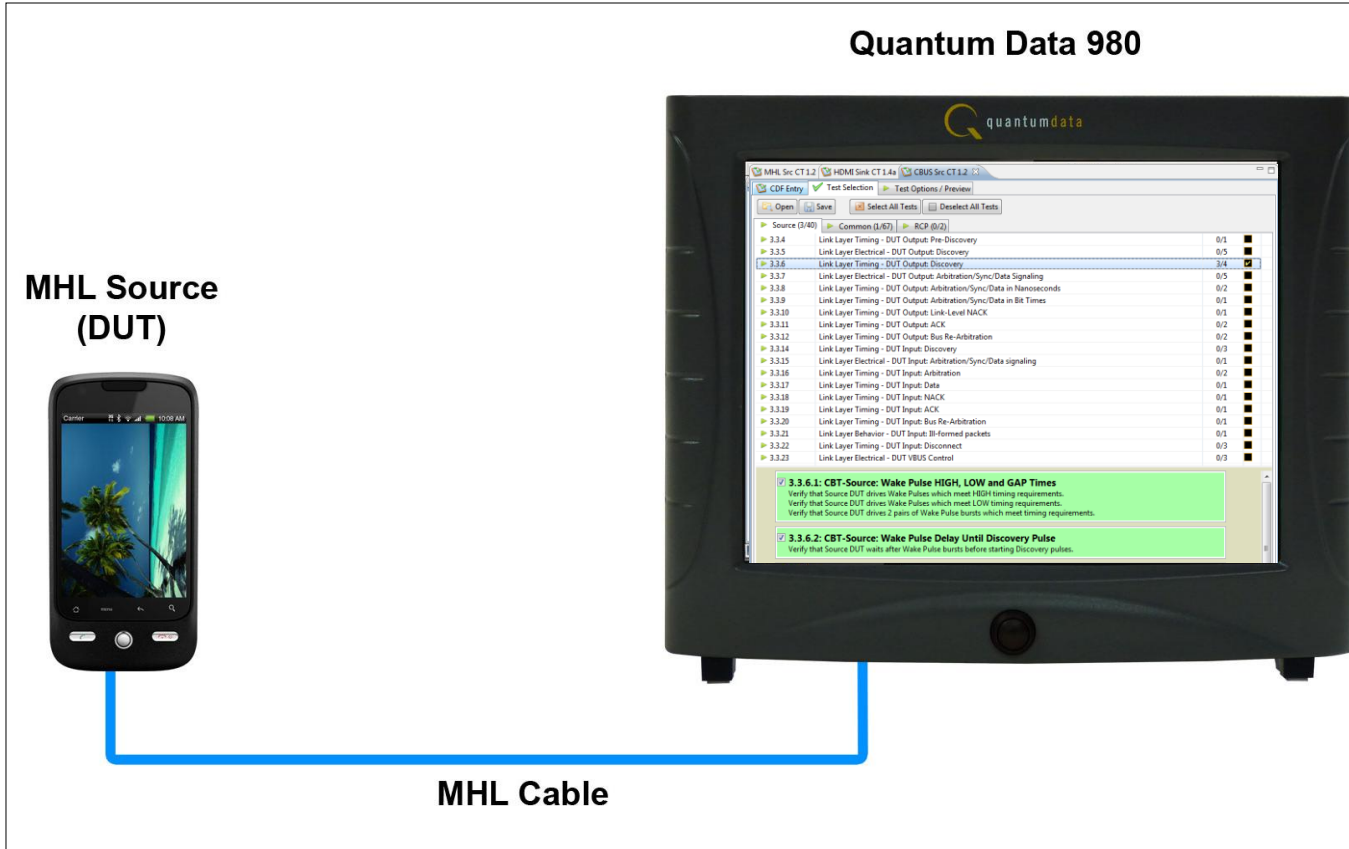 Quantum Data 980
quantumdata
MHL Src CT 1.2 HDMI Sink CT 1.4a CBUS Src CT 1.2
CDF Entry Test Selection Test Options / Preview
Open Save Select All Tests Deselect All Tests
Source (3/40) Common (1/67) RCP (0/2)
3.3.4 Link Layer Timing - DUT Output: Pre-Discovery 0/1
3.3.5 Link Layer Electrical - DUT Output: Discovery 0/5
3.3.6 Link Layer Timing - DUT Output: Discovery 3/4
3.3.7 Link Layer Electrical - DUT Output: Arbitration/Sync/Data Signaling 0/5
3.3.8 Link Layer Timing - DUT Output: Arbitration/Sync/Data in Nanoseconds 0/2
3.3.9 Link Layer Timing - DUT Output: Arbitration/Sync/Data in Bit Times 0/1
3.3.10 Link Layer Timing - DUT Output: Link-Level NACK 0/1
3.3.11 Link Layer Timing - DUT Output: ACK 0/2
3.3.12 Link Layer Timing - DUT Output: Bus Re-Arbitration 0/2
3.3.14 Link Layer Timing - DUT Input: Discovery 0/3
3.3.15 Link Layer Electrical - DUT Input: Arbitration/Sync/Data signaling 0/1
3.3.16 Link Layer Timing - DUT Input: Arbitration 0/2
3.3.17 Link Layer Timing - DUT Input: Data 0/1
3.3.18 Link Layer Timing - DUT Input: NACK 0/1
3.3.19 Link Layer Timing - DUT Input: ACK 0/1
3.3.20 Link Layer Timing - DUT Input: Bus Re-Arbitration 0/1
3.3.21 Link Layer Behavior - DUT Input: Ill-formed packets 0/1
3.3.22 Link Layer Timing - DUT Input: Disconnect 0/3
3.3.23 Link Layer Electrical - DUT VBUS Control 0/3
3.3.6.1: CBT-Source: Wake Pulse HIGH, LOW and GAP Times
Verify that Source DUT drives Wake Pulses which meet HIGH timing requirements.
Verify that Source DUT drives Wake Pulses which meet LOW timing requirements.
Verify that Source DUT drives 2 pairs of Wake Pulse bursts which meet timing requirements.
3.3.6.2: CBT-Source: Wake Pulse Delay Until Discovery Pulse
Verify that Source DUT waits after Wake Pulse bursts before starting Discovery pulses.
MHL Source
(DUT)
Carrier 10:08 AM
menu
MHL Cable